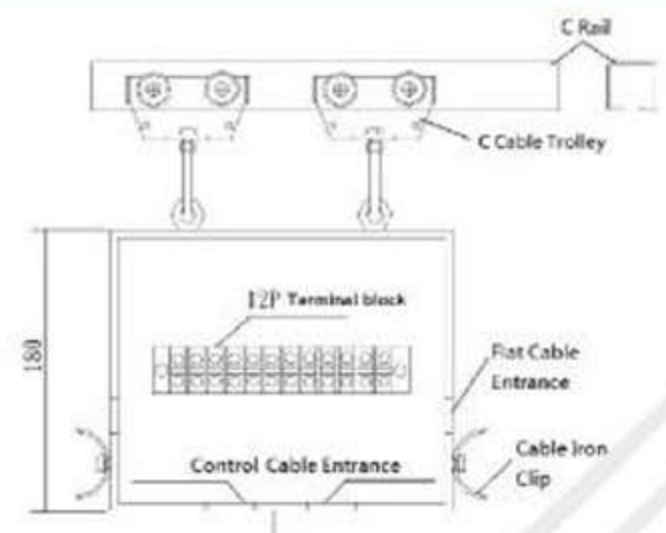 C Rail
C Cable Trolley
12P Terminal block
180
Flat Cable
Entrance
Cable Iron
Clip
Control Cable Entrance